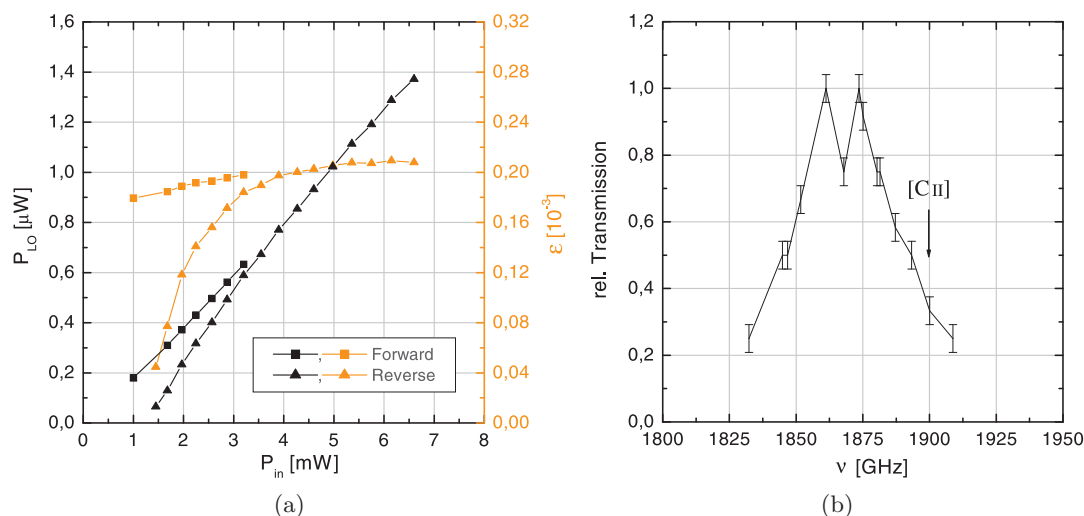 1,6
1,4
1,2
1,0
0,8
0,6
0,4
0,2
0,0
P_LO [µW]
0,32
0,28
0,24
0,20
0,16
0,12
0,08
0,04
0,00
ε [10^-3]
, Forward
, Reverse
0 1 2 3 4 5 6 7 8
P_in [mW]
(a)
1,0
0,8
0,6
0,4
0,2
0,0
rel. Transmission
[CII]
1800 1825 1850 1875 1900 1925 1950
ν [GHz]
(b)